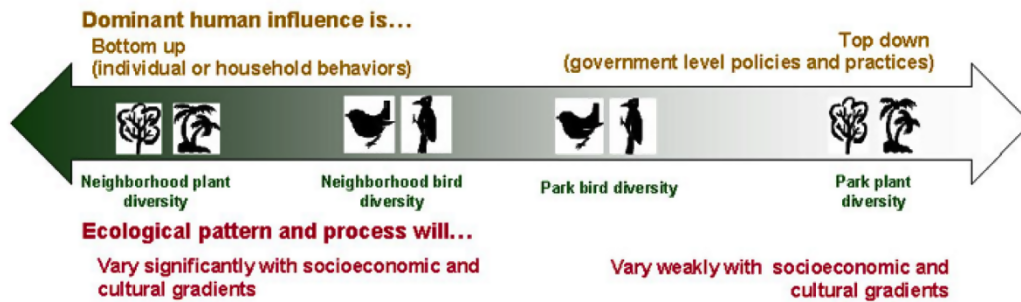 Dominant human influence is...
Bottom up
(individual or household behaviors)
Top down
(government level policies and practices)
Neighborhood plant
diversity
Neighborhood bird
diversity
Park bird diversity
Park plant
diversity
Ecological pattern and process will...
Vary significantly with socioeconomic and
cultural gradients
Vary weakly with socioeconomic and
cultural gradients